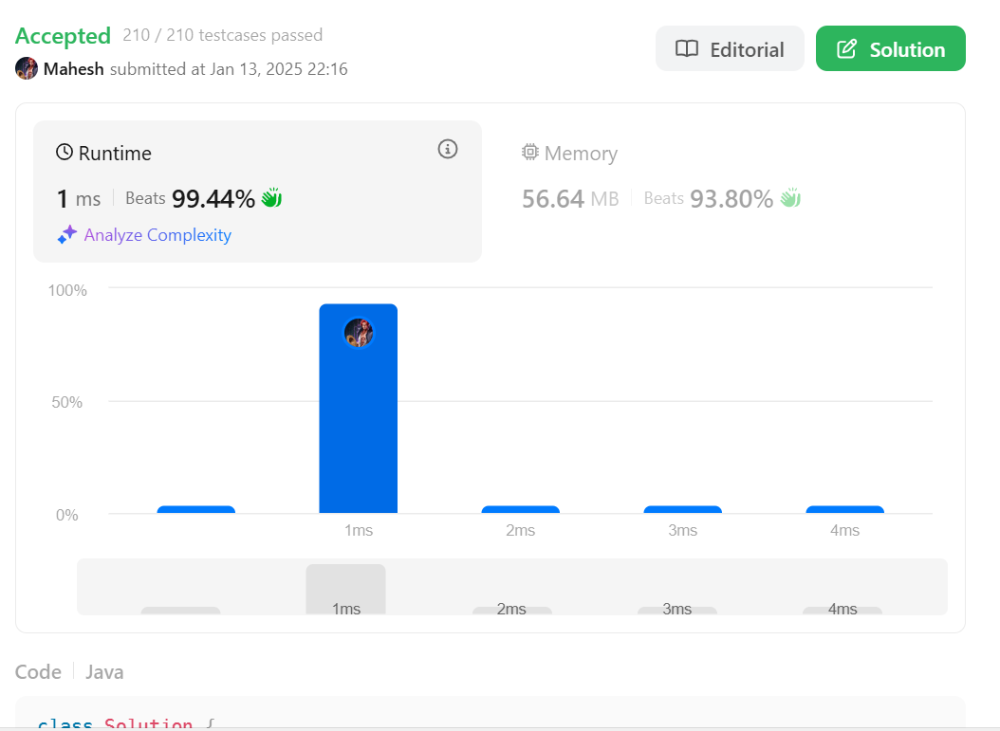 Accepted 210 / 210 testcases passed
Mahesh submitted at Jan 13, 2025 22:16
Editorial
Solution
Runtime
1 ms Beats 99.44%
Analyze Complexity
Memory
56.64 MB Beats 93.80%
100%
50%
0%
1ms 2ms 3ms 4ms
1ms 2ms 3ms 4ms
Code Java
class Solution {